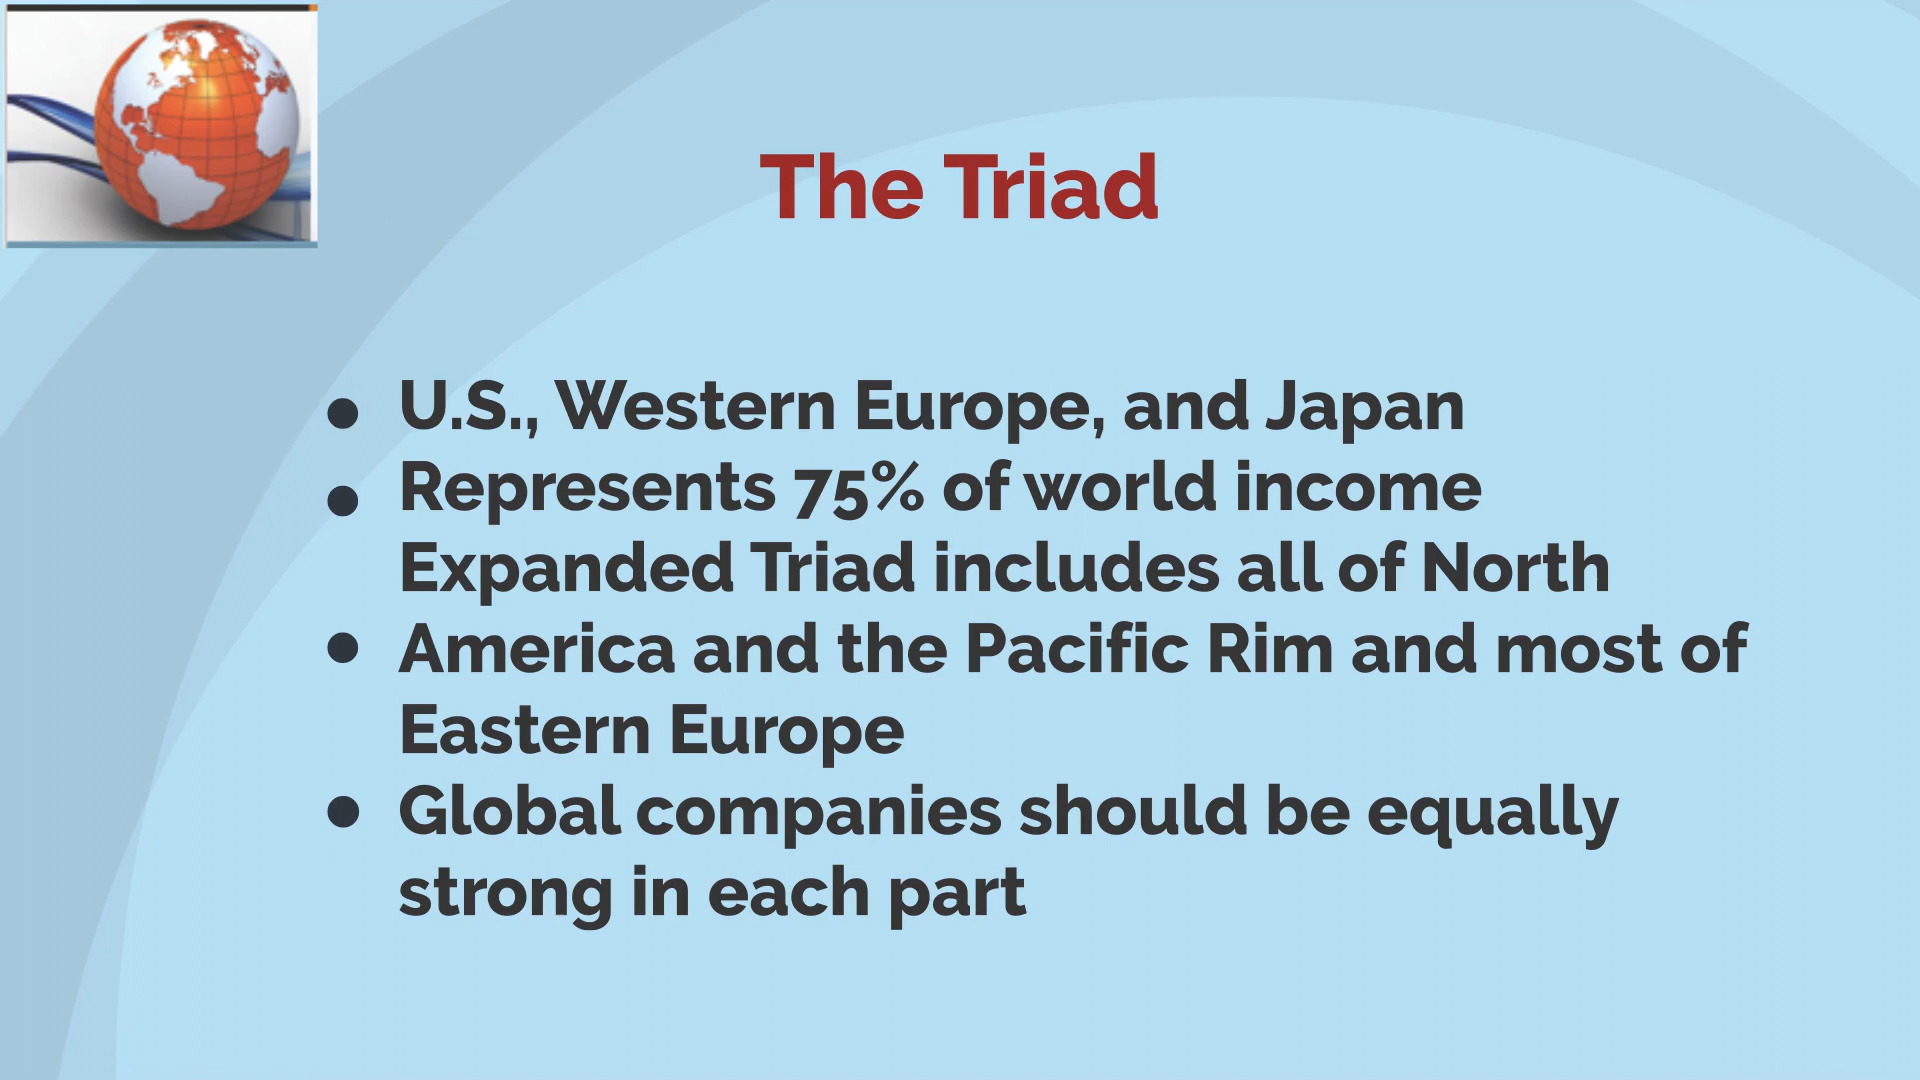 The Triad
• U.S., Western Europe, and Japan
• Represents 75% of world income
Expanded Triad includes all of North
• America and the Pacific Rim and most of
Eastern Europe
• Global companies should be equally
strong in each part